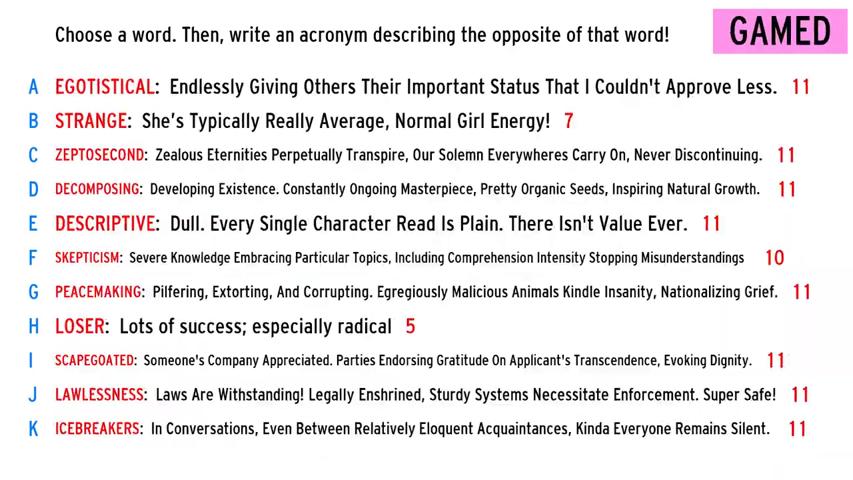 Choose a word. Then, write an acronym describing the opposite of that word!
GAMED
A EGOTISTICAL: Endlessly Giving Others Their Important Status That I Couldn't Approve Less. 11
B STRANGE: She's Typically Really Average, Normal Girl Energy! 7
C ZEPTOSECOND: Zealous Eternities Perpetually Transpire, Our Solemn Everywheres Carry On, Never Discontinuing. 11
D DECOMPOSING: Developing Existence. Constantly Ongoing Masterpiece, Pretty Organic Seeds, Inspiring Natural Growth. 11
E DESCRIPTIVE: Dull. Every Single Character Read Is Plain. There Isn't Value Ever. 11
F SKEPTICISM: Severe Knowledge Embracing Particular Topics, Including Comprehension Intensity Stopping Misunderstandings 10
G PEACEMAKING: Pilfering, Extorting, And Corrupting. Egregiously Malicious Animals Kindle Insanity, Nationalizing Grief. 11
H LOSER: Lots of success; especially radical 5
I SCAPEGOATED: Someone's Company Appreciated. Parties Endorsing Gratitude On Applicant's Transcendence, Evoking Dignity. 11
J LAWLESSNESS: Laws Are Withstanding! Legally Enshrined, Sturdy Systems Necessitate Enforcement. Super Safe! 11
K ICEBREAKERS: In Conversations, Even Between Relatively Eloquent Acquaintances, Kinda Everyone Remains Silent. 11